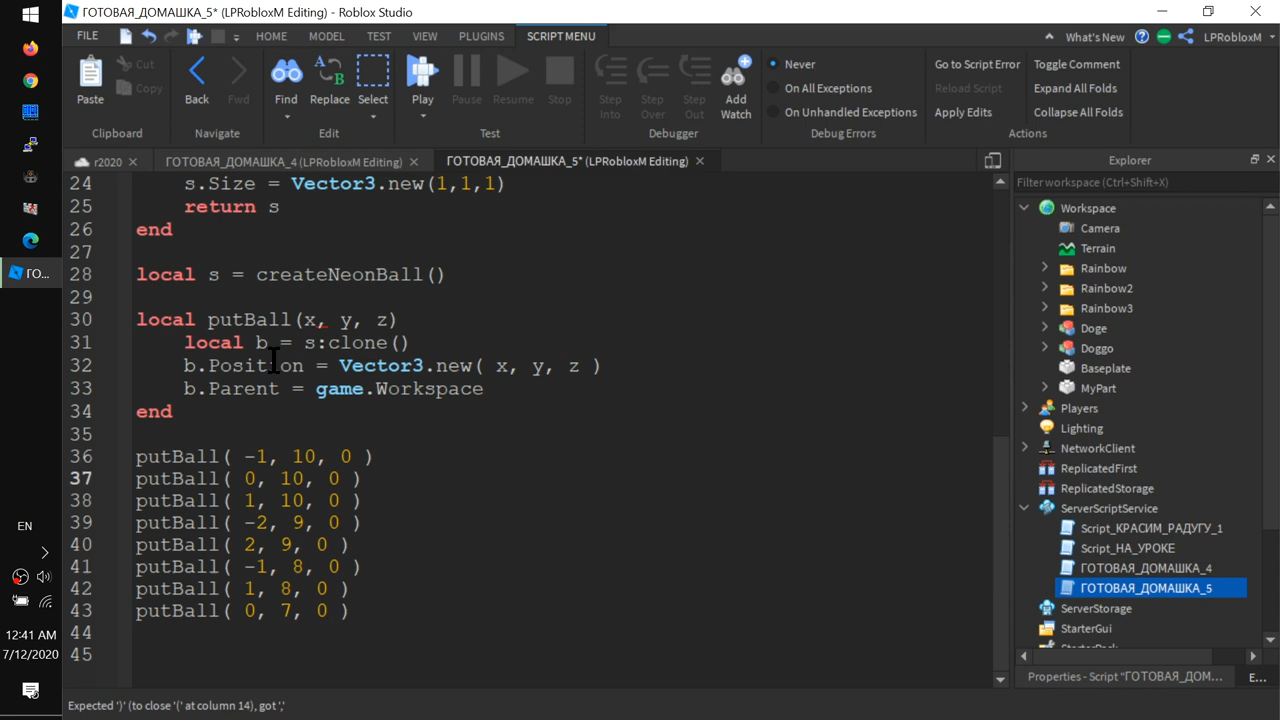 ГОТОВАЯ_ДОМАШКА_5* (LPRobloxM Editing) - Roblox Studio
FILE HOME MODEL TEST VIEW PLUGINS SCRIPT MENU What's New LPRobloxM
Paste Cut Copy Back Fwd Find Replace Select Play Pause Resume Stop Step Into Step Over Step Out Add Watch
Never
On All Exceptions
On Unhandled Exceptions
Go to Script Error Toggle Comment
Reload Script Expand All Folds
Apply Edits Collapse All Folds
Clipboard Navigate Edit Test Debugger Debug Errors Actions
r2020 ГОТОВАЯ_ДОМАШКА_4 (LPRobloxM Editing) ГОТОВАЯ_ДОМАШКА_5* (LPRobloxM Editing)
24 s.Size = Vector3.new(1,1,1)
25 return s
26 end
27
28 local s = createNeonBall()
29
30 local putBall(x, y, z)
31 local b = s:clone()
32 b.Position = Vector3.new( x, y, z )
33 b.Parent = game.Workspace
34 end
35
36 putBall( -1, 10, 0 )
37 putBall( 0, 10, 0 )
38 putBall( 1, 10, 0 )
39 putBall( -2, 9, 0 )
40 putBall( 2, 9, 0 )
41 putBall( -1, 8, 0 )
42 putBall( 1, 8, 0 )
43 putBall( 0, 7, 0 )
44
45
Expected ')' (to close '(' at column 14), got ','
Explorer
Filter workspace (Ctrl+Shift+X)
Workspace
Camera
Terrain
Rainbow
Rainbow2
Rainbow3
Doge
Doggo
Baseplate
MyPart
Players
Lighting
NetworkClient
ReplicatedFirst
ReplicatedStorage
ServerScriptService
Script_КРАСИМ_РАДУГУ_1
Script_НА_УРОКЕ
ГОТОВАЯ_ДОМАШКА_4
ГОТОВАЯ_ДОМАШКА_5
ServerStorage
StarterGui
Properties - Script "ГОТОВАЯ_ДОМ... E...
ГО...
EN
12:41 AM
7/12/2020